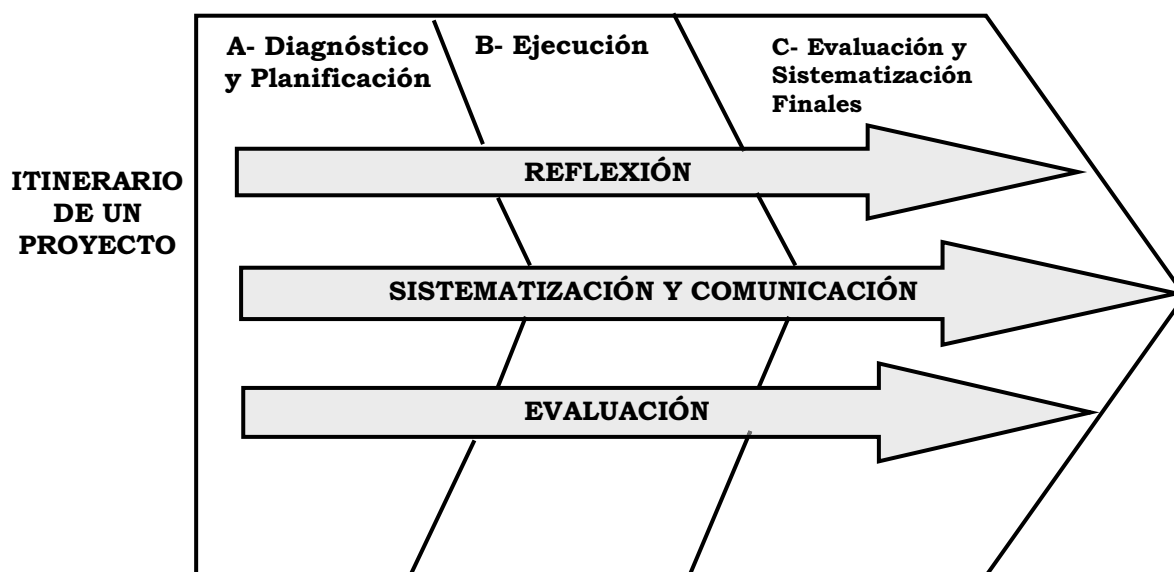 A- Diagnóstico
y Planificación
B- Ejecución
C- Evaluación y
Sistematización
Finales
ITINERARIO
DE UN
PROYECTO
REFLEXIÓN
SISTEMATIZACIÓN Y COMUNICACIÓN
EVALUACIÓN